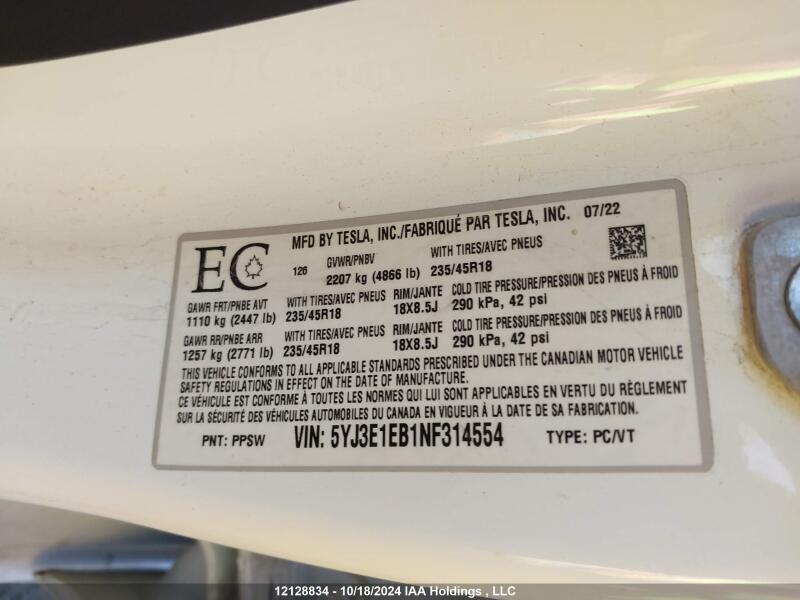 MFD BY TESLA, INC./FABRIQUÉ PAR TESLA, INC. 07/22
EC
126
GVWR/PNBV
2207 kg (4866 lb)
WITH TIRES/AVEC PNEUS
235/45R18
GAWR FRT/PNBE AVT
1110 kg (2447 lb)
WITH TIRES/AVEC PNEUS
235/45R18
RIM/JANTE
18X8.5J
COLD TIRE PRESSURE/PRESSION DES PNEUS À FROID
290 kPa, 42 psi
GAWR RR/PNBE ARR
1257 kg (2771 lb)
WITH TIRES/AVEC PNEUS
235/45R18
RIM/JANTE
18X8.5J
COLD TIRE PRESSURE/PRESSION DES PNEUS À FROID
290 kPa, 42 psi
THIS VEHICLE CONFORMS TO ALL APPLICABLE STANDARDS PRESCRIBED UNDER THE CANADIAN MOTOR VEHICLE
SAFETY REGULATIONS IN EFFECT ON THE DATE OF MANUFACTURE.
CE VÉHICULE EST CONFORME À TOUTES LES NORMES QUI LUI SONT APPLICABLES EN VERTU DU RÈGLEMENT
SUR LA SÉCURITÉ DES VÉHICULES AUTOMOBILES DU CANADA EN VIGUEUR À LA DATE DE SA FABRICATION.
PNT: PPSW VIN: 5YJ3E1EB1NF314554 TYPE: PC/VT
12128834 - 10/18/2024 IAA Holdings , LLC